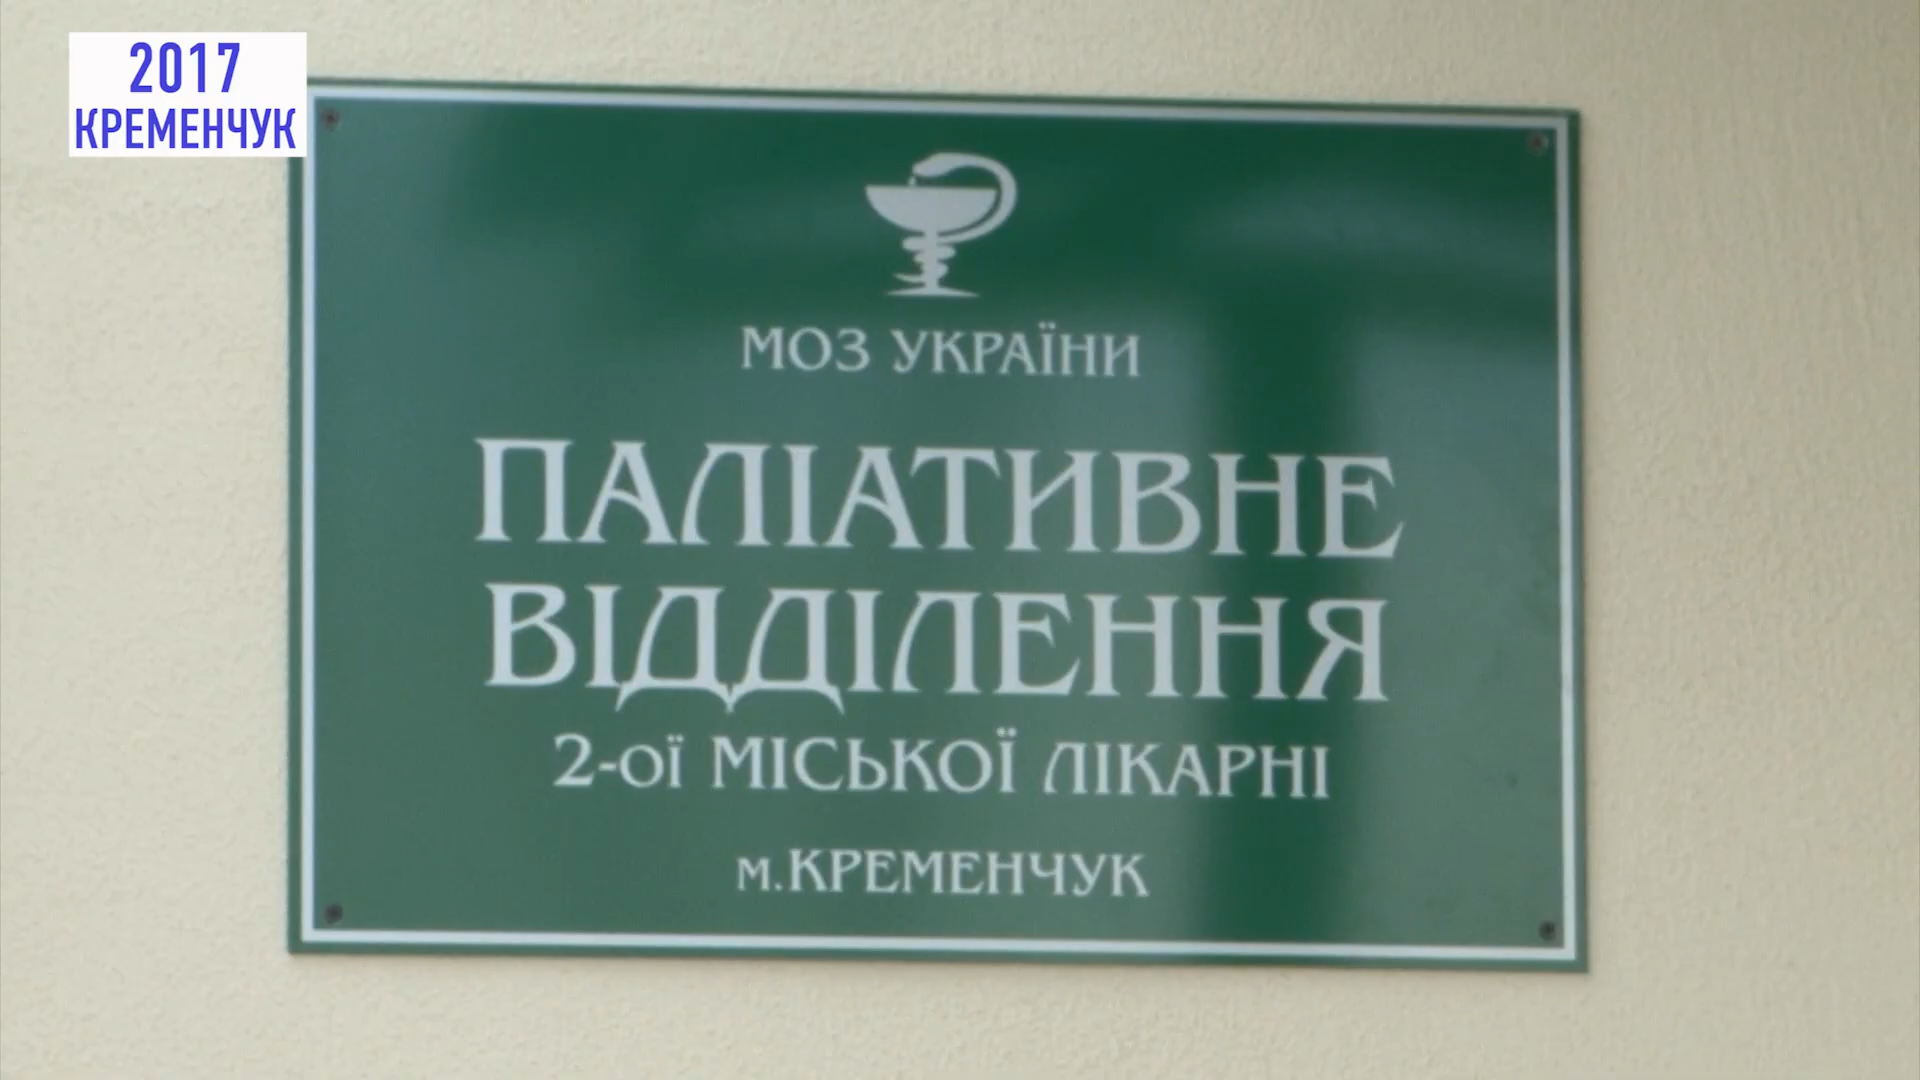 2017
КРЕМЕНЧУК
МОЗ УКРАЇНИ
ПАЛІАТИВНЕ
ВІДДІЛЕННЯ
2-ої МІСЬКОЇ ЛІКАРНІ
м.КРЕМЕНЧУК